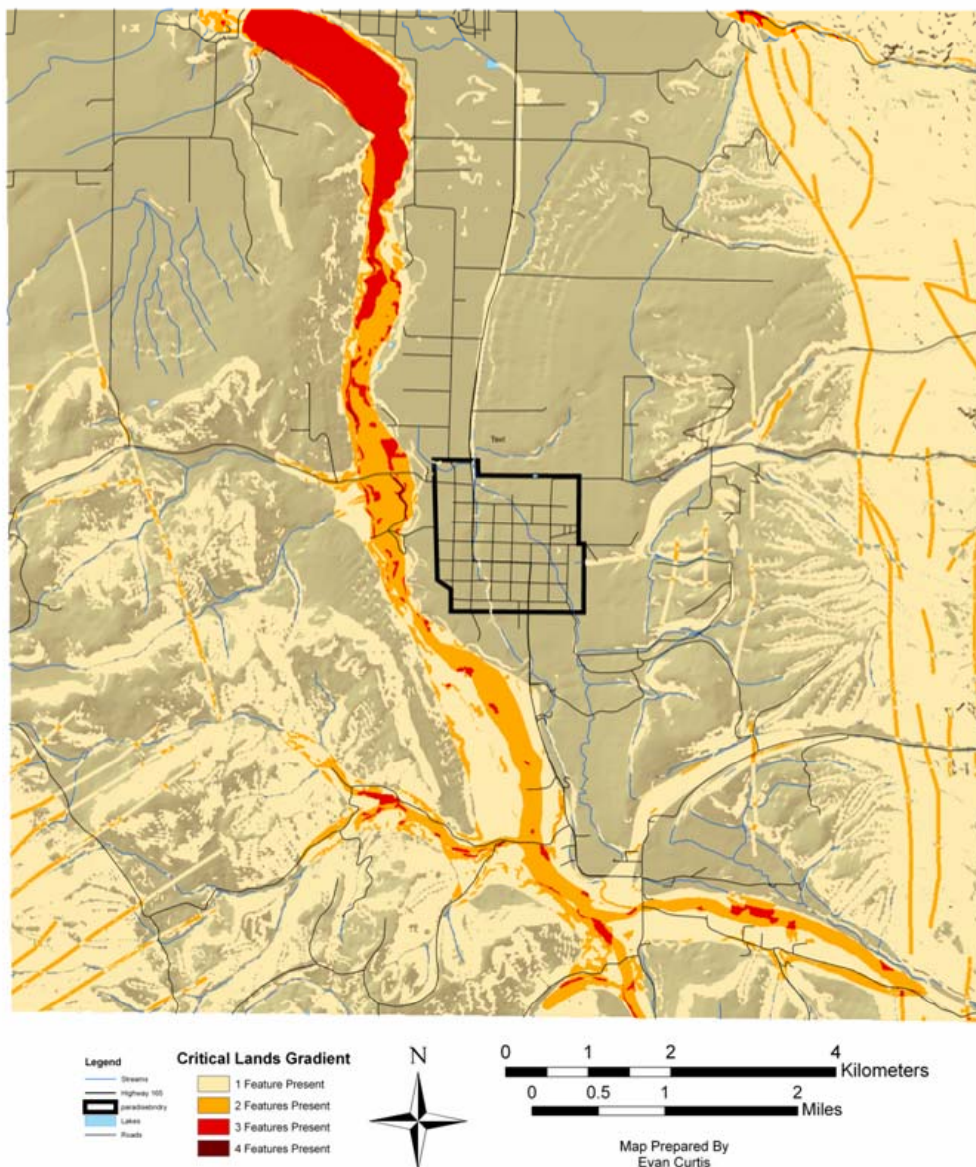 Text
Legend
Streams
Highway 165
paradisebndry
Lakes
Roads
Critical Lands Gradient
1 Feature Present
2 Features Present
3 Features Present
4 Features Present
N
0 1 2 4
Kilometers
0 0.5 1 2
Miles
Map Prepared By
Evan Curtis